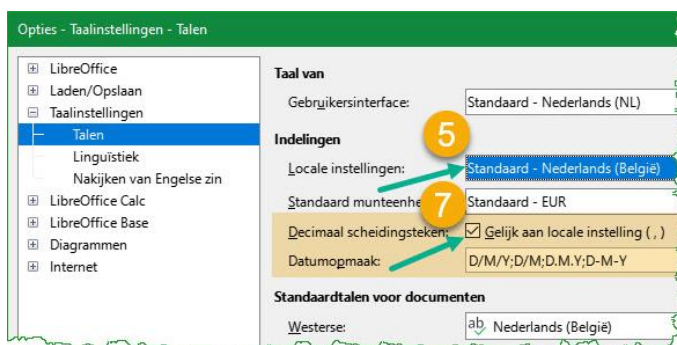 Opties - Taalinstellingen - Talen
LibreOffice
Laden/Opslaan
Taalinstellingen
Talen
Linguïstiek
Nakijken van Engelse zin
LibreOffice Calc
LibreOffice Base
Diagrammen
Internet
Taal van
Gebruikersinterface: Standaard - Nederlands (NL)
Indelingen
5
Locale instellingen: Standaard - Nederlands (België)
Standaard Standaard - EUR
7
Decimaal scheidingsteken: Gelijk aan locale instelling ( , )
Datumopmaak: D/M/Y;D/M;D.M.Y;D-M-Y
Standaardtalen voor documenten
Westerse: Nederlands (België)